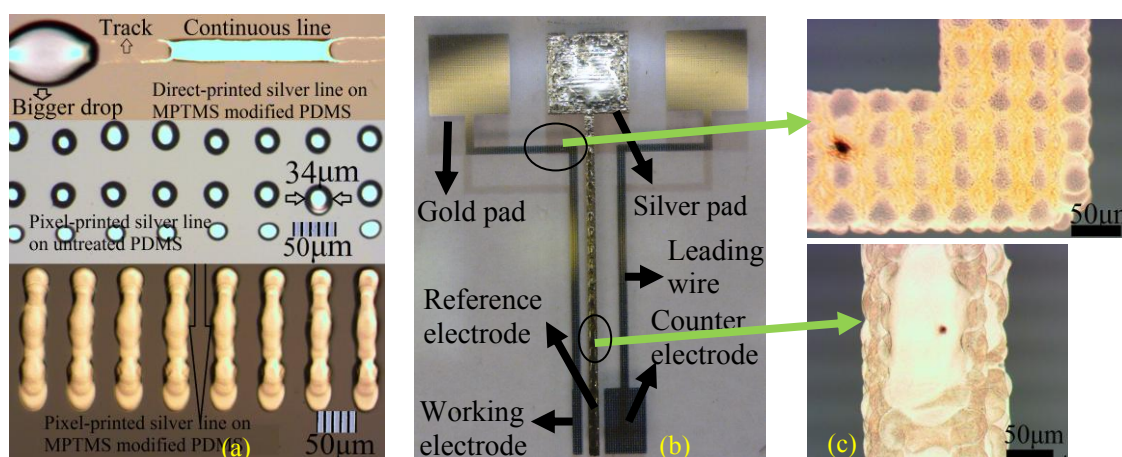 Track
Continuous line
Bigger drop
Direct-printed silver line on
MPTMS modified PDMS
34μm
Pixel-printed silver line
on untreated PDMS
50μm
Pixel-printed silver line on
MPTMS modified PDMS
50μm
(a)
Gold pad
Silver pad
Leading
wire
Reference
electrode
Counter
electrode
Working
electrode
(b)
50μm
50μm
(c)